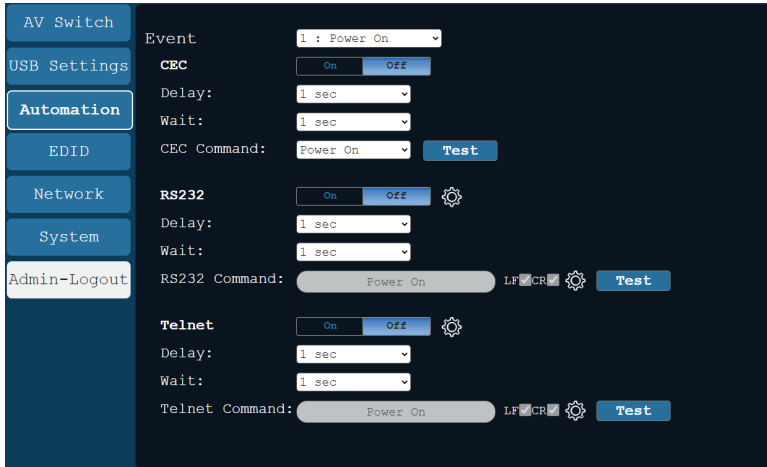 AV Switch
USB Settings
Automation
EDID
Network
System
Admin-Logout
Event 1 : Power On
CEC On Off
Delay: 1 sec
Wait: 1 sec
CEC Command: Power On Test
RS232 On Off
Delay: 1 sec
Wait: 1 sec
RS232 Command: Power On LF CR Test
Telnet On Off
Delay: 1 sec
Wait: 1 sec
Telnet Command: Power On LF CR Test